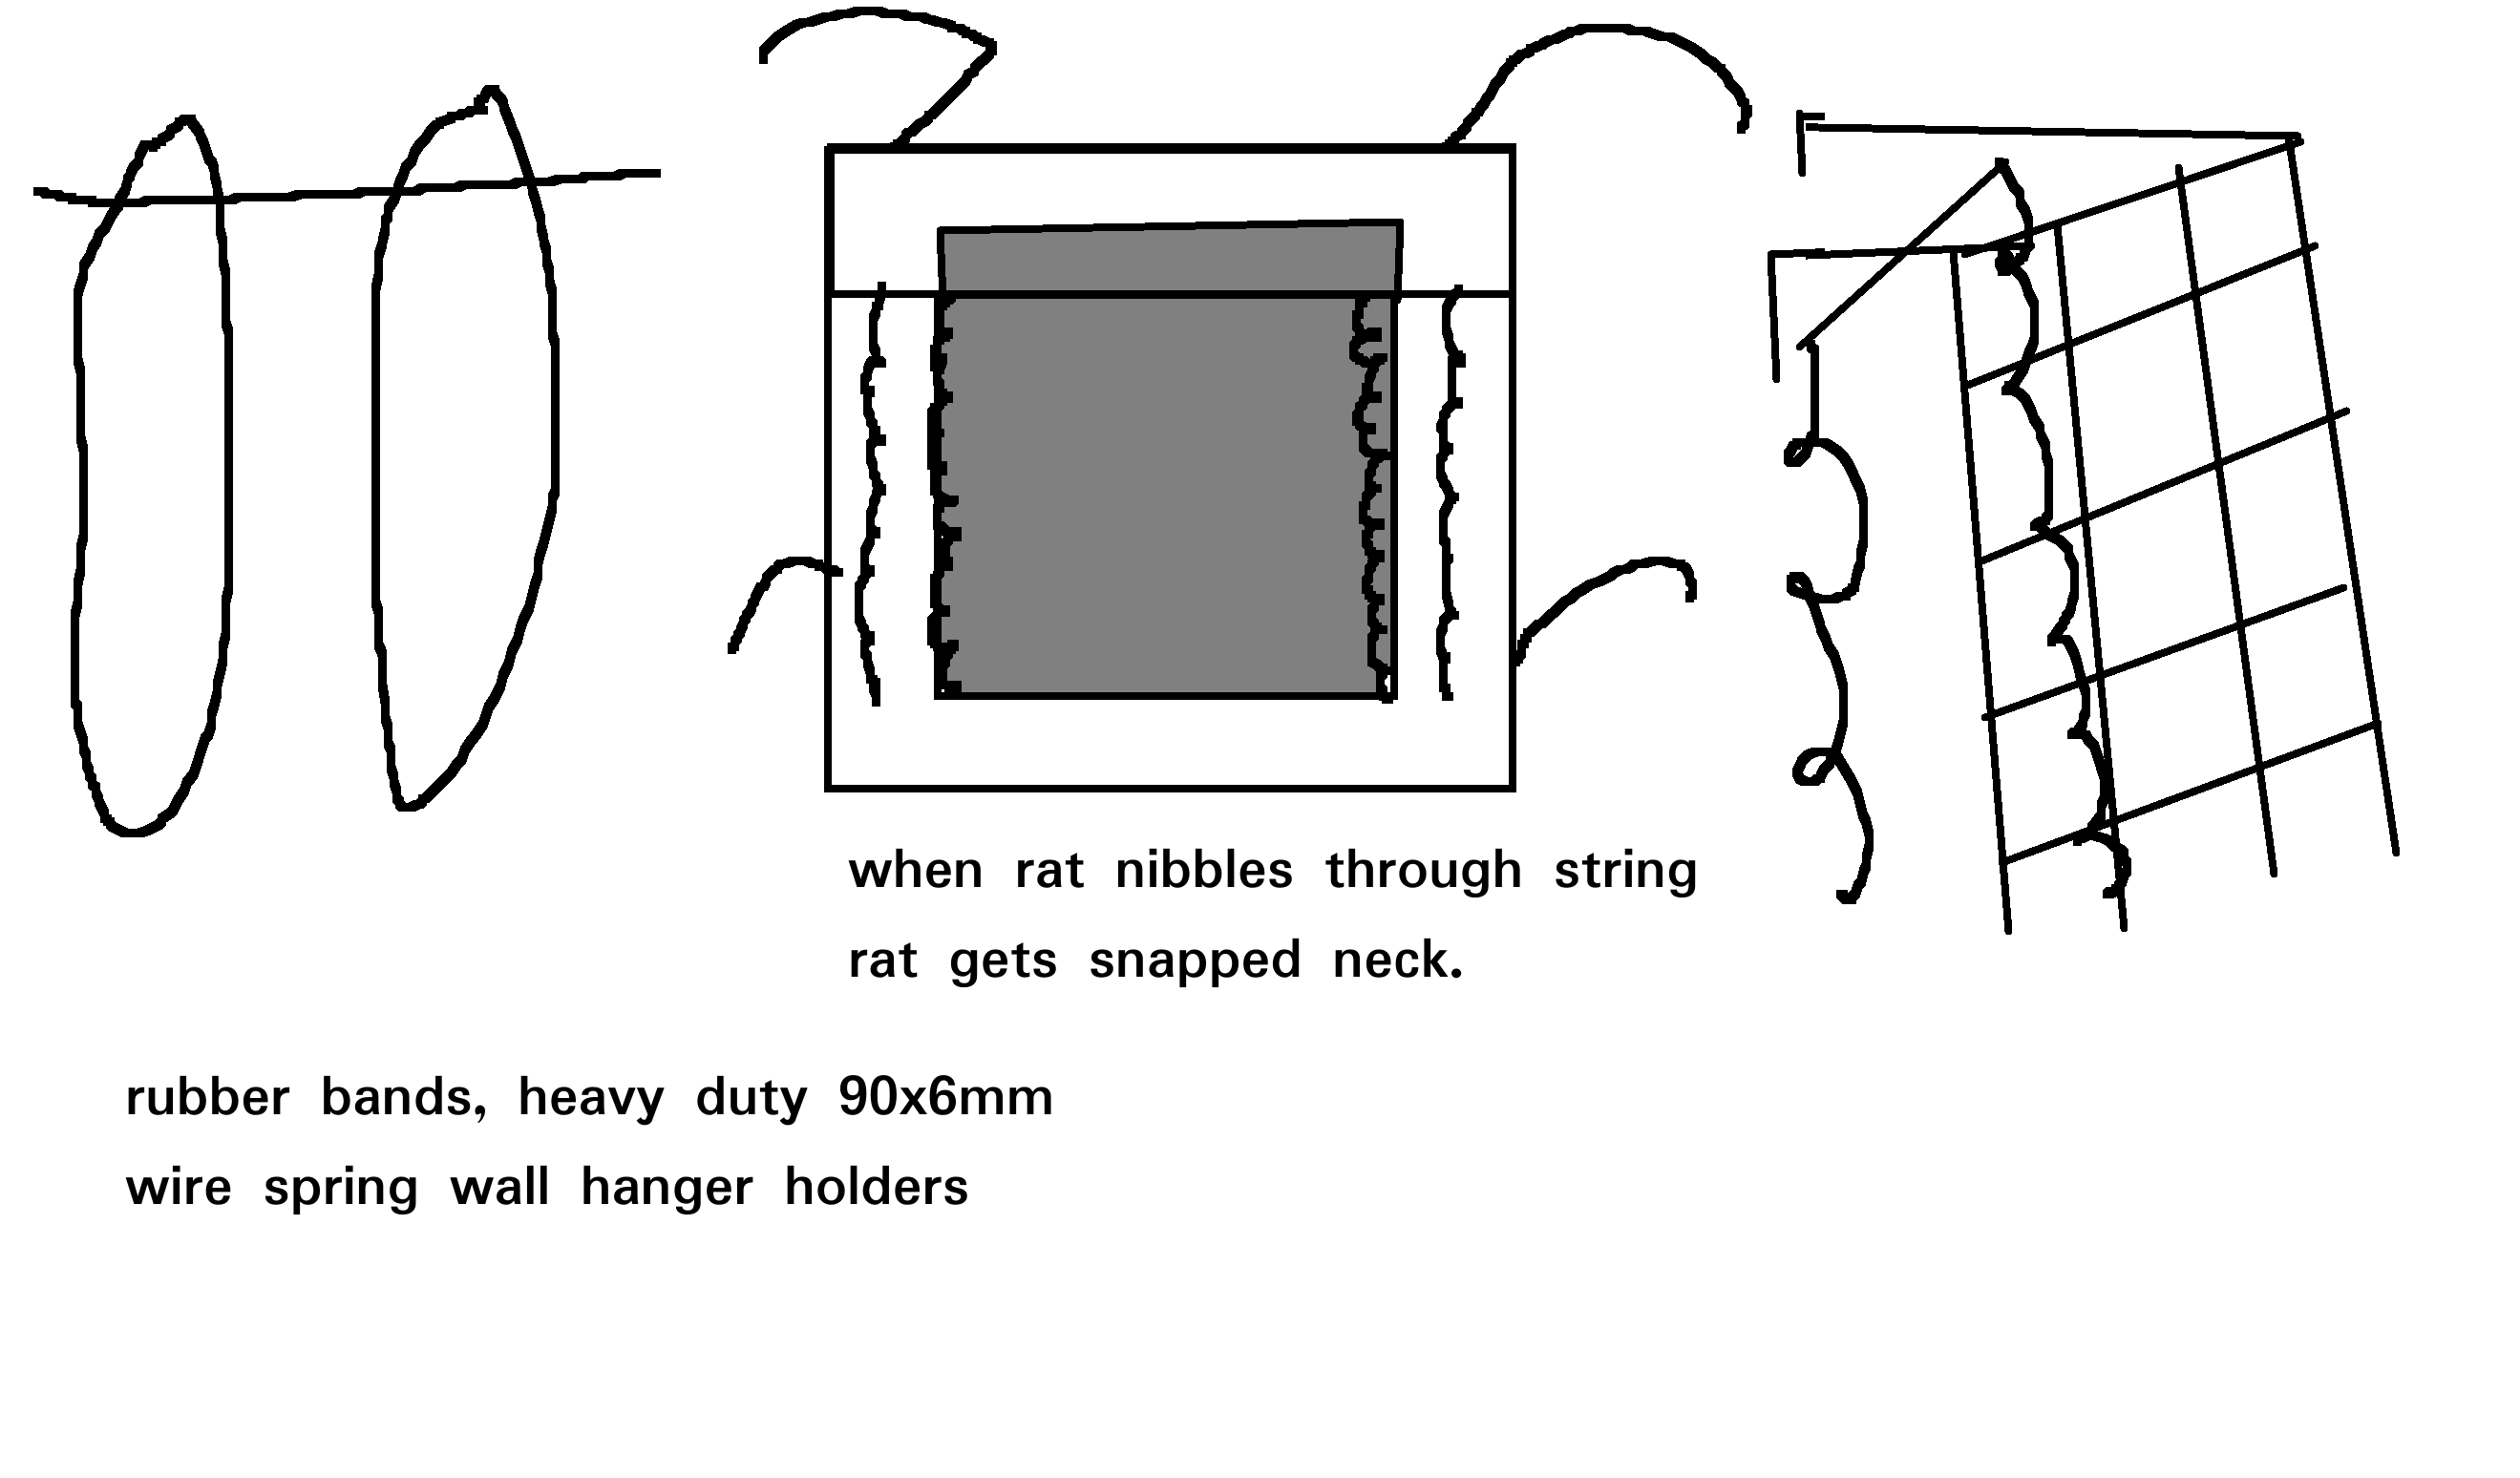 when rat nibbles through string
rat gets snapped neck.
rubber bands, heavy duty 90x6mm
wire spring wall hanger holders